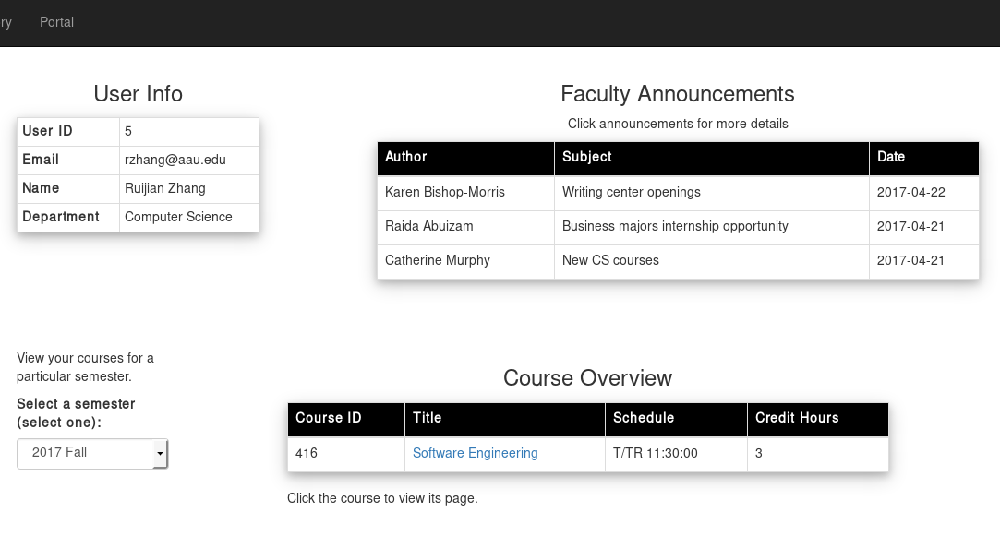 ry Portal
User Info
User ID 5
Email rzhang@aau.edu
Name Ruijian Zhang
Department Computer Science
Faculty Announcements
Click announcements for more details
Author Subject Date
Karen Bishop-Morris Writing center openings 2017-04-22
Raida Abuizam Business majors internship opportunity 2017-04-21
Catherine Murphy New CS courses 2017-04-21
View your courses for a
particular semester.
Select a semester
(select one):
2017 Fall
Course Overview
Course ID Title Schedule Credit Hours
416 Software Engineering T/TR 11:30:00 3
Click the course to view its page.